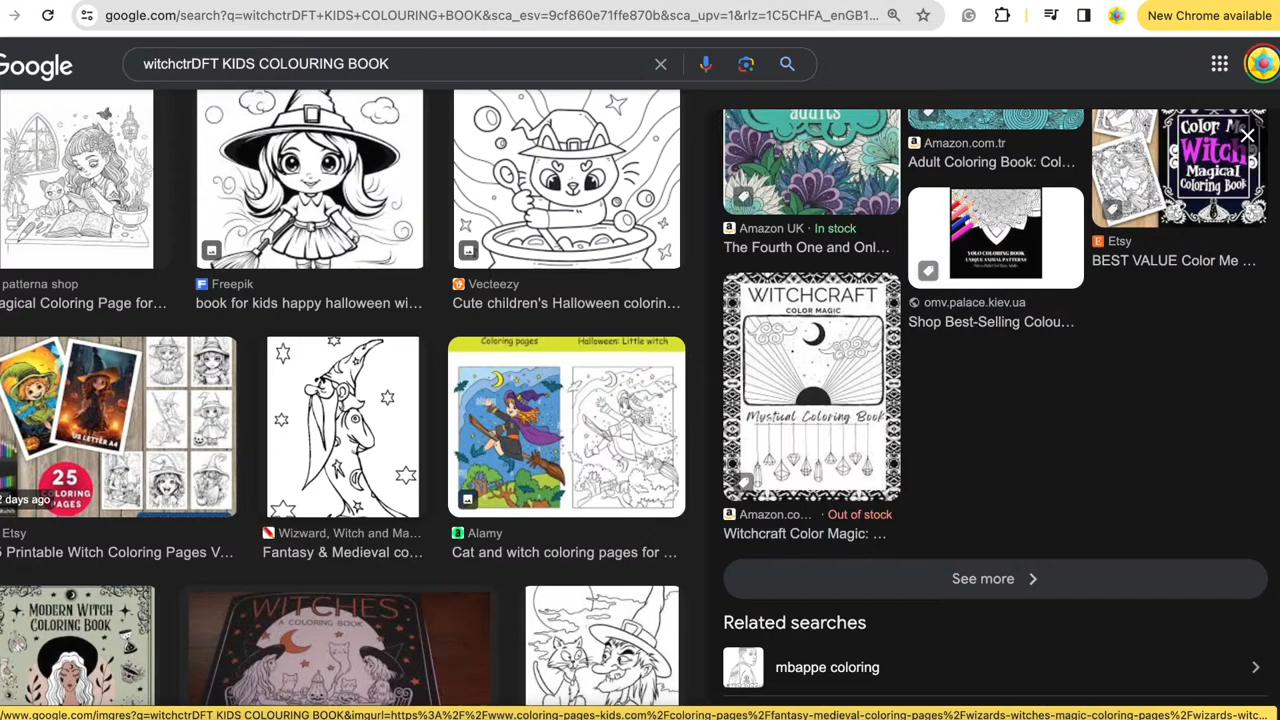 google.com/search?q=witchctrDFT+KIDS+COLOURING+BOOK&sca_esv=9cf860e71ffe870b&sca_upv=1&rlz=1C5CHFA_enGB1...
New Chrome available
Google
witchctrDFT KIDS COLOURING BOOK
adults
Amazon UK · In stock
The Fourth One and Onl...
Amazon.com.tr
Adult Coloring Book: Col...
Color Me
Witch
Magical
Coloring Book
Etsy
BEST VALUE Color Me ...
YOLO COLORING BOOK
UNIQUE ANIMAL PATTERNS
omv.palace.kiev.ua
Shop Best-Selling Colou...
patterna shop
agical Coloring Page for...
Freepik
book for kids happy halloween wi...
Vecteezy
Cute children's Halloween colorin...
WITCHCRAFT
COLOR MAGIC
Mystical Coloring Book
Amazon.co... · Out of stock
Witchcraft Color Magic: ...
US LETTER A4
25
COLORING
PAGES
2 days ago
Etsy
5 Printable Witch Coloring Pages V...
Wizward, Witch and Ma...
Fantasy & Medieval co...
Coloring pages
Halloween: Little witch
Alamy
Cat and witch coloring pages for ...
See more
Related searches
mbappe coloring
MODERN WITCH
COLORING BOOK
WITCHES
A COLORING BOOK
/www.google.com/imgres?q=witchctrDFT KIDS COLOURING BOOK&imgurl=https%3A%2F%2Fwww.coloring-pages-kids.com%2Fcoloring-pages%2Ffantasy-medieval-coloring-pages%2Fwizards-witches-magic-coloring-pages%2Fwizards-witc...